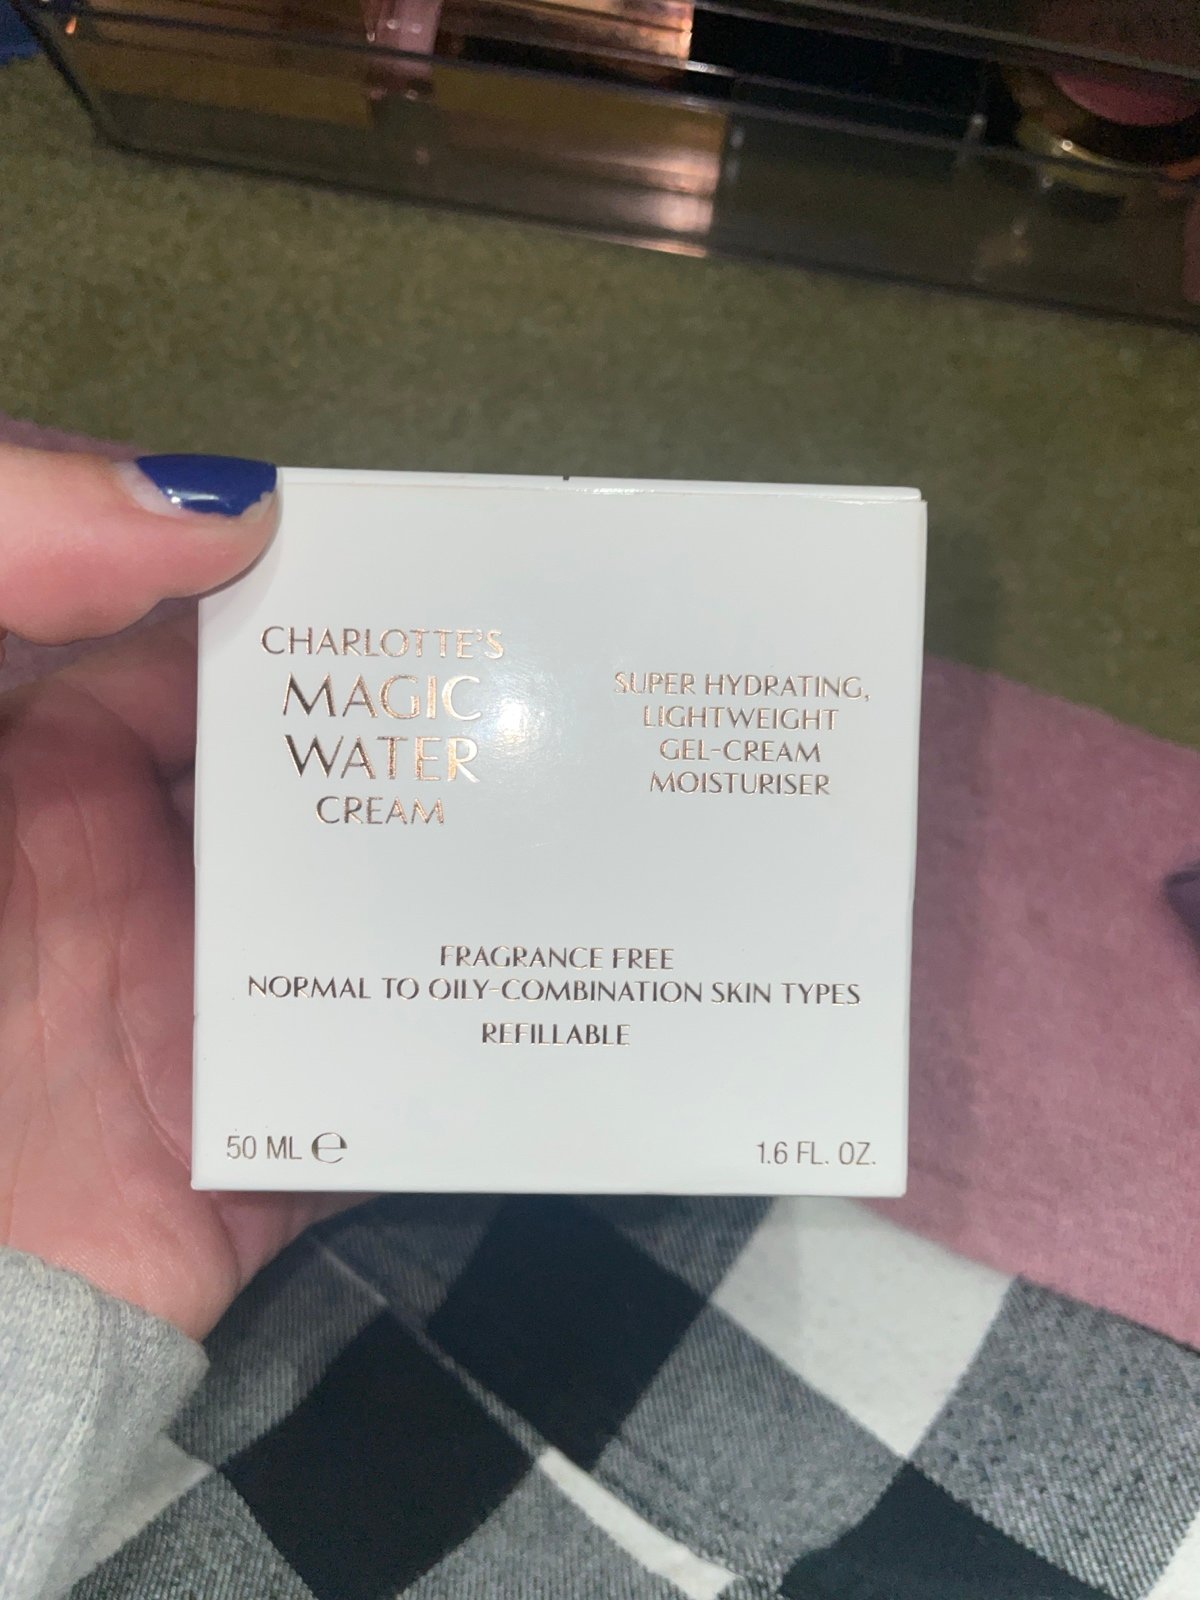 CHARLOTTE'S
MAGIC
WATER
CREAM
SUPER HYDRATING,
LIGHTWEIGHT
GEL-CREAM
MOISTURISER
FRAGRANCE FREE
NORMAL TO OILY-COMBINATION SKIN TYPES
REFILLABLE
50 ML ℮
1.6 FL. OZ.